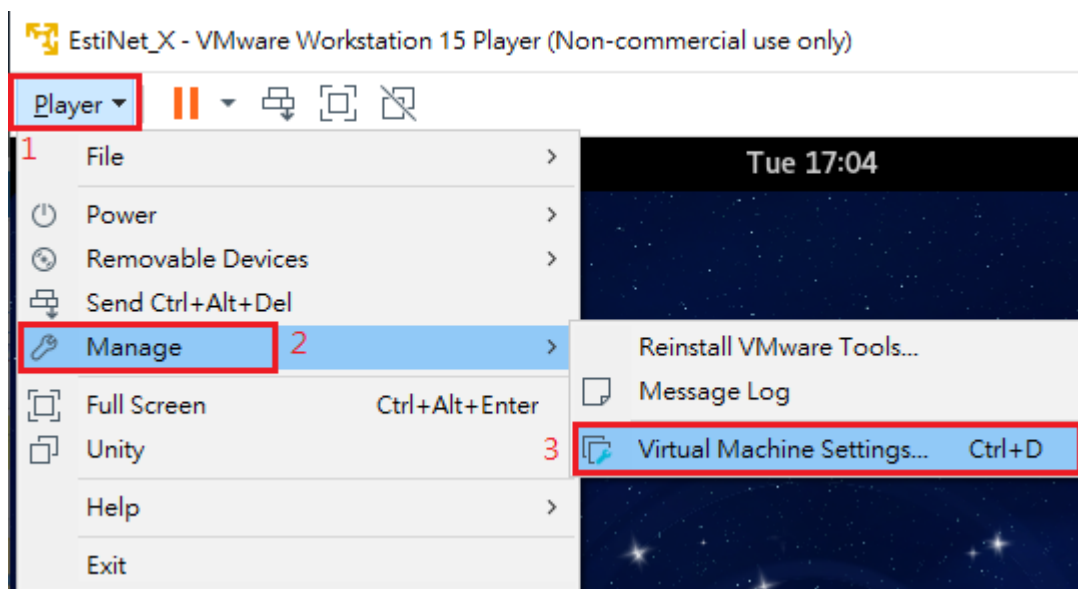 EstiNet_X - VMware Workstation 15 Player (Non-commercial use only)
Player
1
File
Tue 17:04
Power
Removable Devices
Send Ctrl+Alt+Del
Manage 2
Reinstall VMware Tools...
Message Log
Full Screen Ctrl+Alt+Enter
Unity
3 Virtual Machine Settings... Ctrl+D
Help
Exit